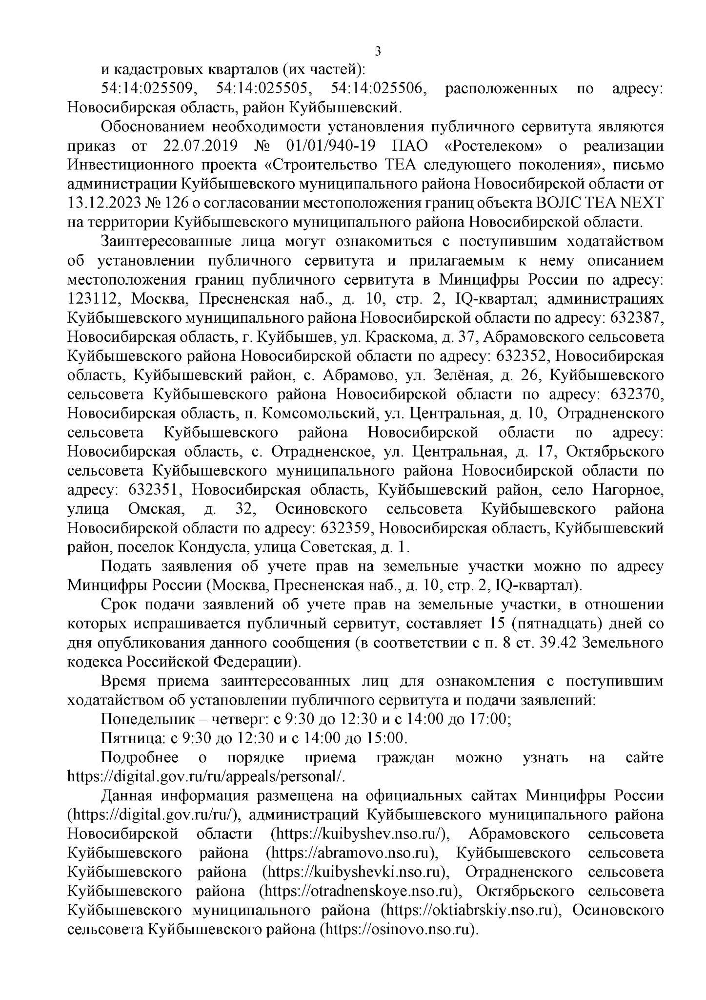 3
и кадастровых кварталов (их частей):
54:14:025509, 54:14:025505, 54:14:025506, расположенных по адресу:
Новосибирская область, район Куйбышевский.
Обоснованием необходимости установления публичного сервитута являются
приказ от 22.07.2019 № 01/01/940-19 ПАО «Ростелеком» о реализации
Инвестиционного проекта «Строительство TEA следующего поколения», письмо
администрации Куйбышевского муниципального района Новосибирской области от
13.12.2023 № 126 о согласовании местоположения границ объекта ВОЛС TEA NEXT
на территории Куйбышевского муниципального района Новосибирской области.
Заинтересованные лица могут ознакомиться с поступившим ходатайством
об установлении публичного сервитута и прилагаемым к нему описанием
местоположения границ публичного сервитута в Минцифры России по адресу:
123112, Москва, Пресненская наб., д. 10, стр. 2, IQ-квартал; администрациях
Куйбышевского муниципального района Новосибирской области по адресу: 632387,
Новосибирская область, г. Куйбышев, ул. Краскома, д. 37, Абрамовского сельсовета
Куйбышевского района Новосибирской области по адресу: 632352, Новосибирская
область, Куйбышевский район, с. Абрамово, ул. Зелёная, д. 26, Куйбышевского
сельсовета Куйбышевского района Новосибирской области по адресу: 632370,
Новосибирская область, п. Комсомольский, ул. Центральная, д. 10, Отрадненского
сельсовета Куйбышевского района Новосибирской области по адресу:
Новосибирская область, с. Отрадненское, ул. Центральная, д. 17, Октябрьского
сельсовета Куйбышевского муниципального района Новосибирской области по
адресу: 632351, Новосибирская область, Куйбышевский район, село Нагорное,
улица Омская, д. 32, Осиновского сельсовета Куйбышевского района
Новосибирской области по адресу: 632359, Новосибирская область, Куйбышевский
район, поселок Кондусла, улица Советская, д. 1.
Подать заявления об учете прав на земельные участки можно по адресу
Минцифры России (Москва, Пресненская наб., д. 10, стр. 2, IQ-квартал).
Срок подачи заявлений об учете прав на земельные участки, в отношении
которых испрашивается публичный сервитут, составляет 15 (пятнадцать) дней со
дня опубликования данного сообщения (в соответствии с п. 8 ст. 39.42 Земельного
кодекса Российской Федерации).
Время приема заинтересованных лиц для ознакомления с поступившим
ходатайством об установлении публичного сервитута и подачи заявлений:
Понедельник – четверг: с 9:30 до 12:30 и с 14:00 до 17:00;
Пятница: с 9:30 до 12:30 и с 14:00 до 15:00.
Подробнее о порядке приема граждан можно узнать на сайте
https://digital.gov.ru/ru/appeals/personal/.
Данная информация размещена на официальных сайтах Минцифры России
(https://digital.gov.ru/ru/), администраций Куйбышевского муниципального района
Новосибирской области (https://kuibyshev.nso.ru/), Абрамовского сельсовета
Куйбышевского района (https://abramovo.nso.ru), Куйбышевского сельсовета
Куйбышевского района (https://kuibyshevki.nso.ru), Отрадненского сельсовета
Куйбышевского района (https://otradnenskoye.nso.ru), Октябрьского сельсовета
Куйбышевского муниципального района (https://oktiabrskiy.nso.ru), Осиновского
сельсовета Куйбышевского района (https://osinovo.nso.ru).